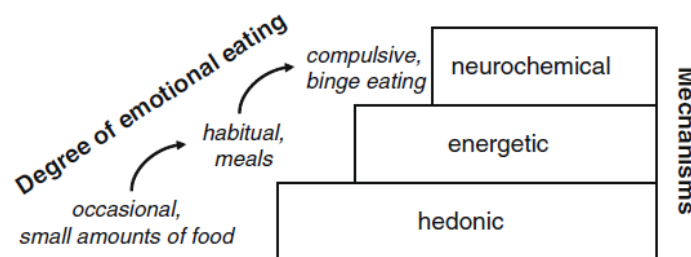 Degree of emotional eating
compulsive,
binge eating
neurochemical
habitual,
meals
energetic
occasional,
small amounts of food
hedonic
Mechanisms